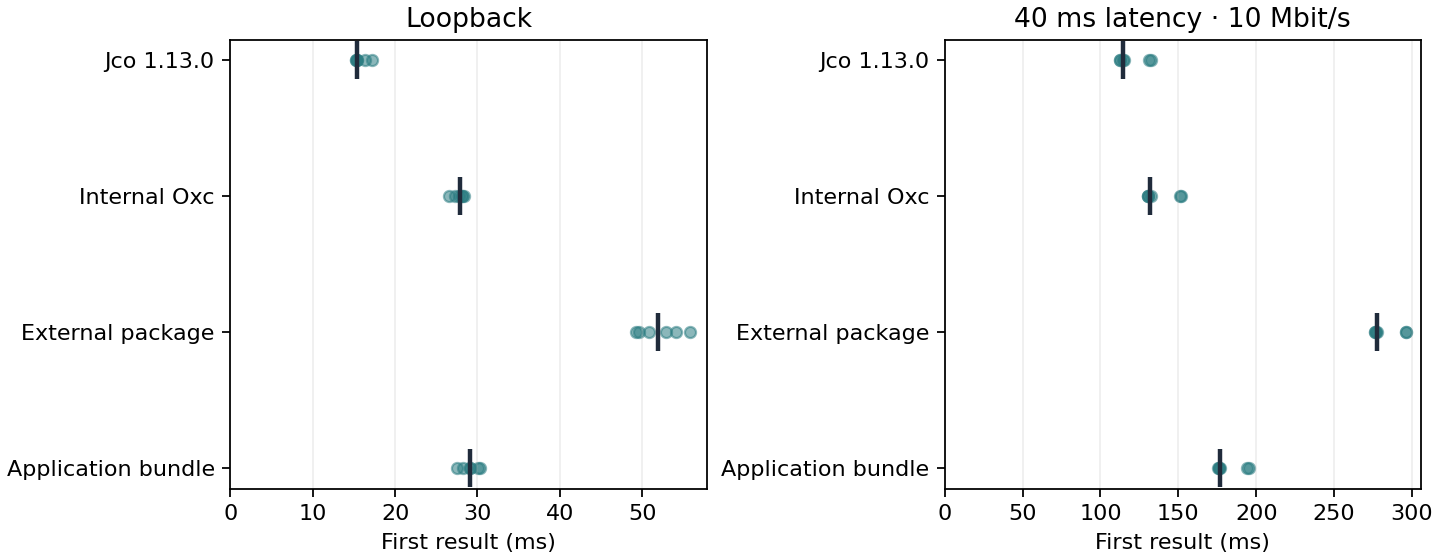 Loopback
Jco 1.13.0
Internal Oxc
External package
Application bundle
0 10 20 30 40 50
First result (ms)
40 ms latency · 10 Mbit/s
Jco 1.13.0
Internal Oxc
External package
Application bundle
0 50 100 150 200 250 300
First result (ms)